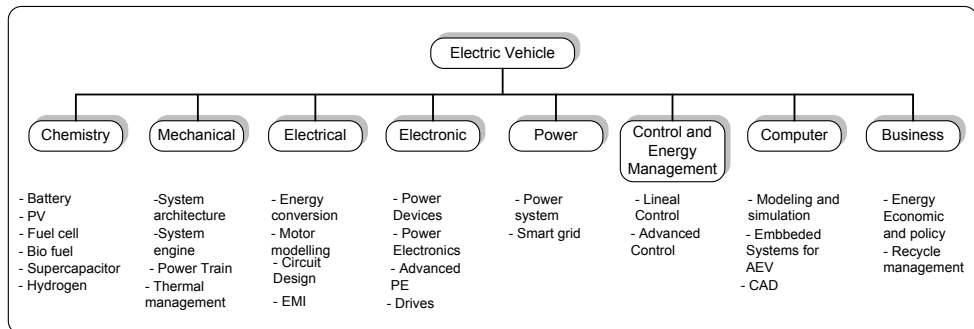 Electric Vehicle
Chemistry
Mechanical
Electrical
Electronic
Power
Control and
Energy
Management
Computer
Business
- Battery
- PV
- Fuel cell
- Bio fuel
- Supercapacitor
- Hydrogen
-System
architecture
-System
engine
- Power Train
- Thermal
management
- Energy
conversion
- Motor
modelling
- Circuit
Design
- EMI
- Power
Devices
- Power
Electronics
- Advanced
PE
- Drives
- Power
system
- Smart grid
- Lineal
Control
- Advanced
Control
- Modeling and
simulation
- Embbeded
Systems for
AEV
- CAD
- Energy
Economic
and policy
- Recycle
management